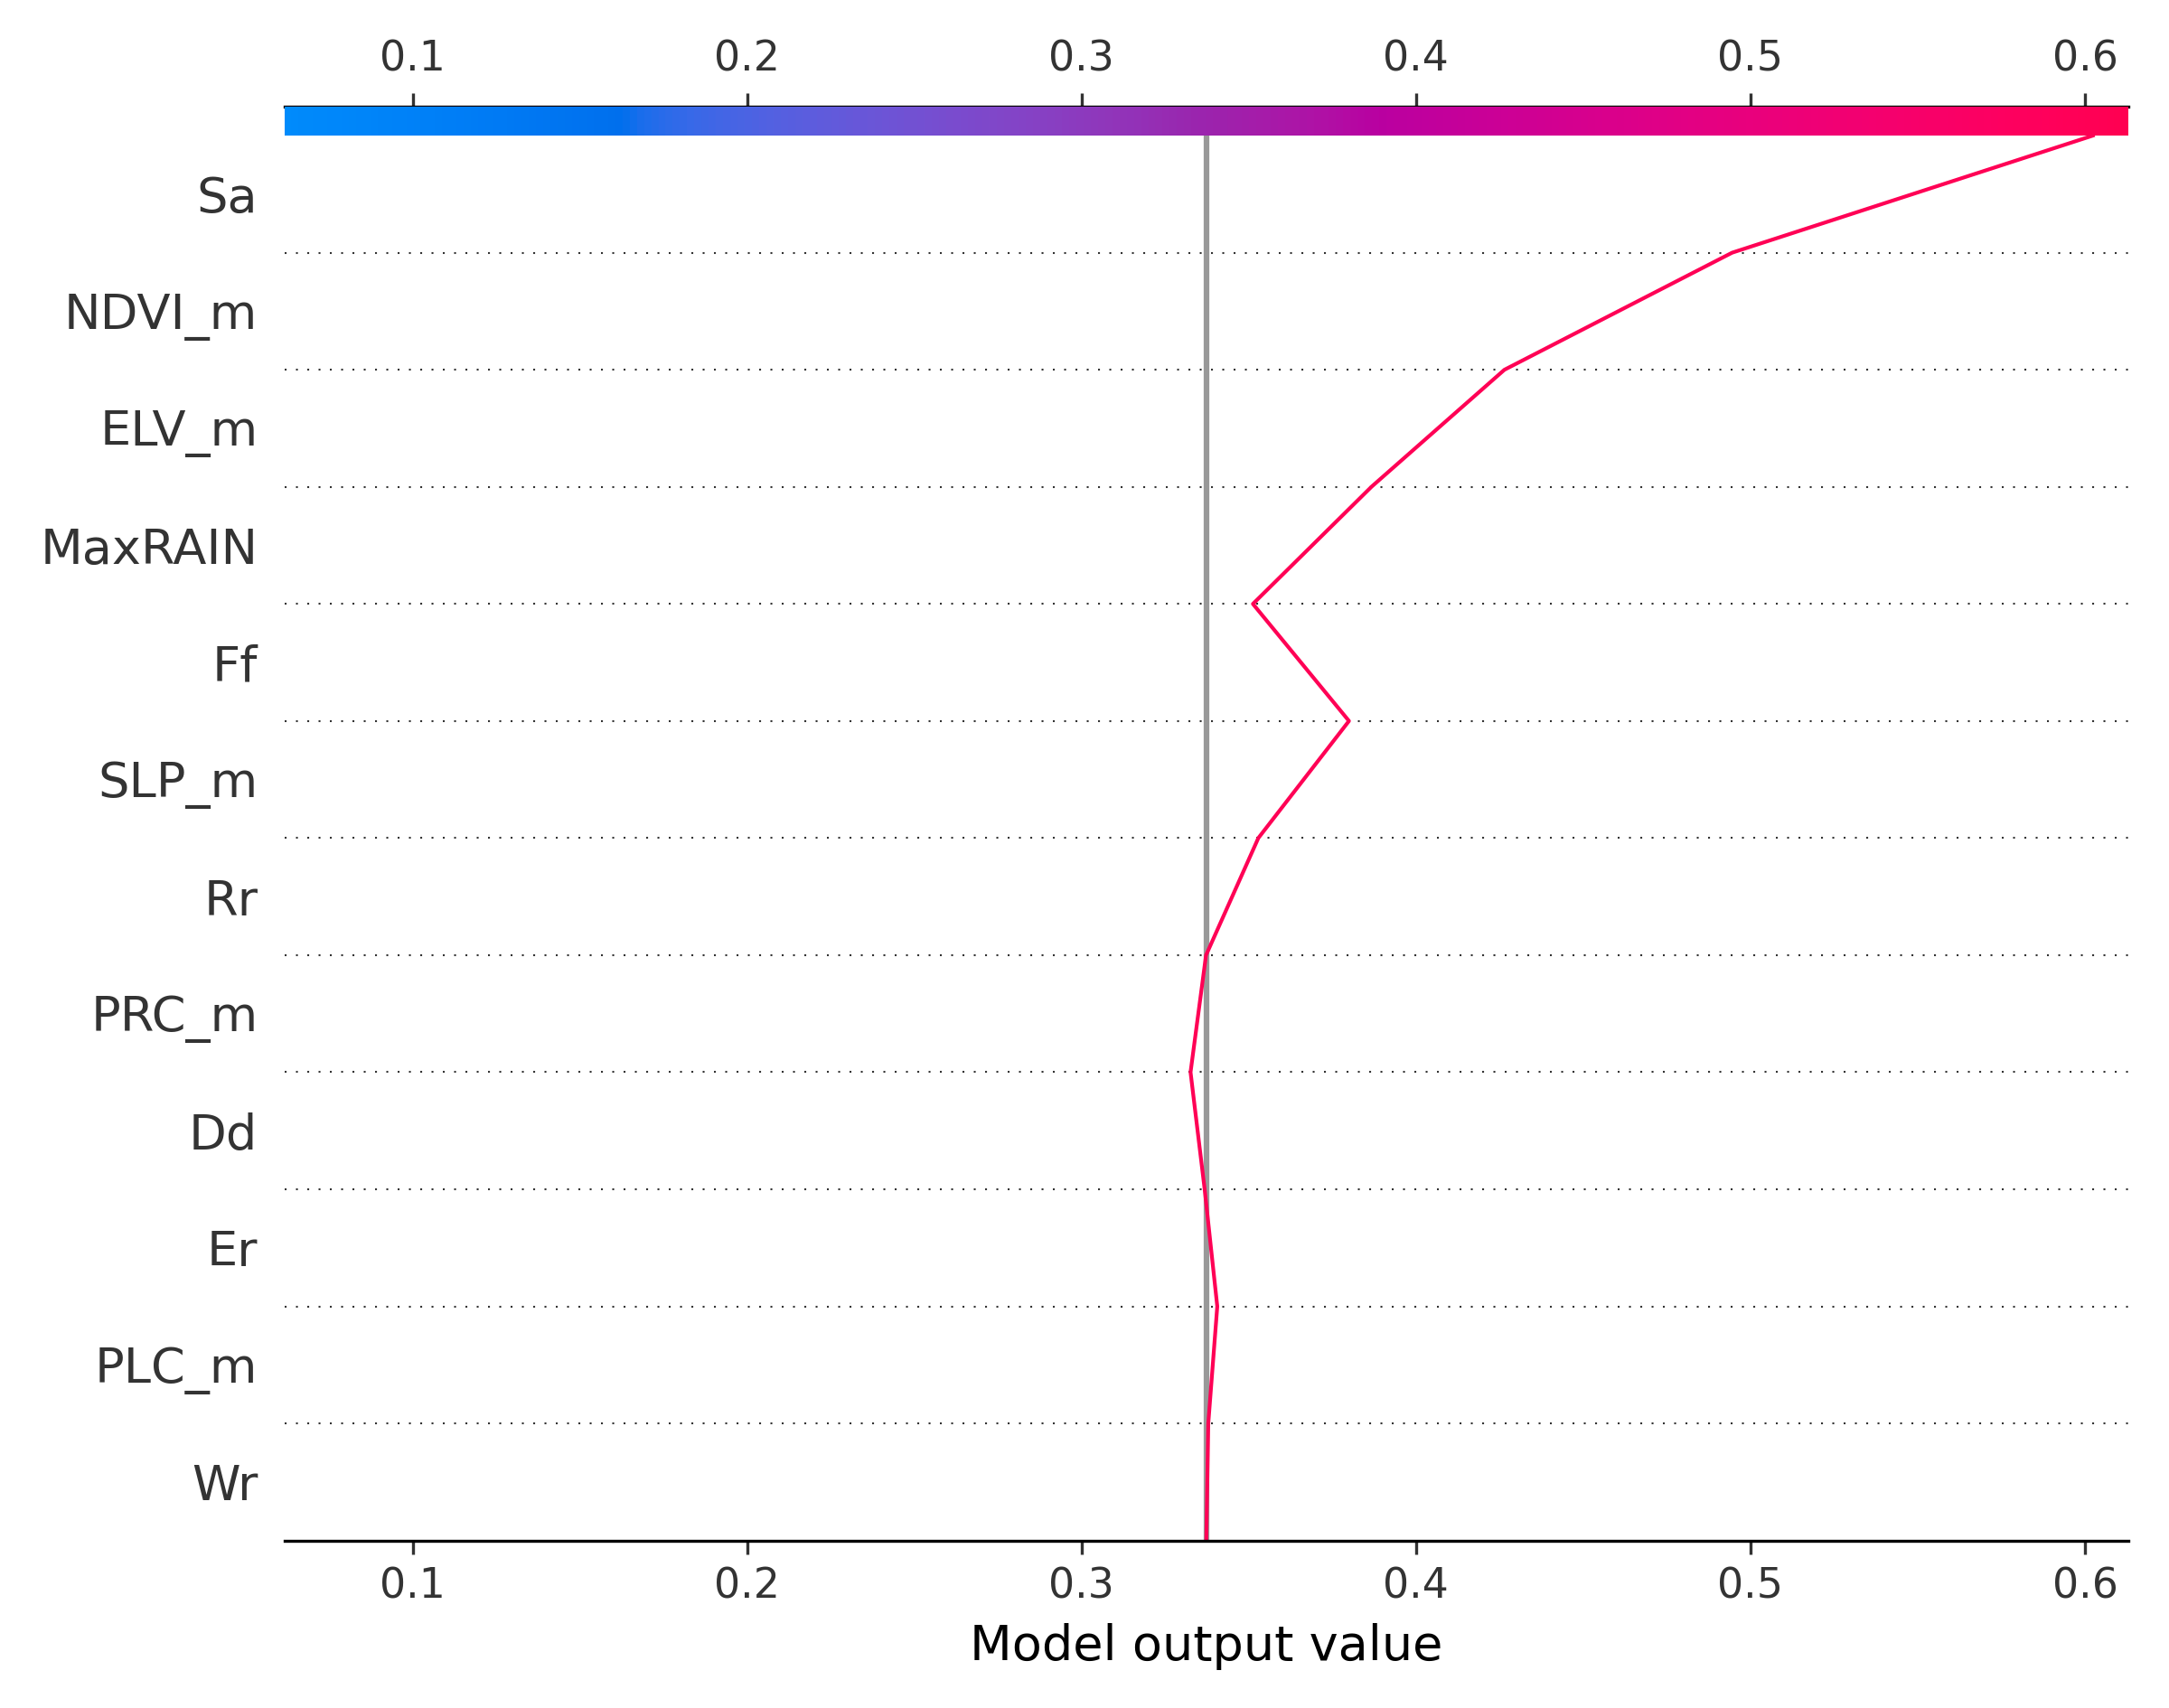 0.1 0.2 0.3 0.4 0.5 0.6
Sa
NDVI_m
ELV_m
MaxRAIN
Ff
SLP_m
Rr
PRC_m
Dd
Er
PLC_m
Wr
0.1 0.2 0.3 0.4 0.5 0.6
Model output value